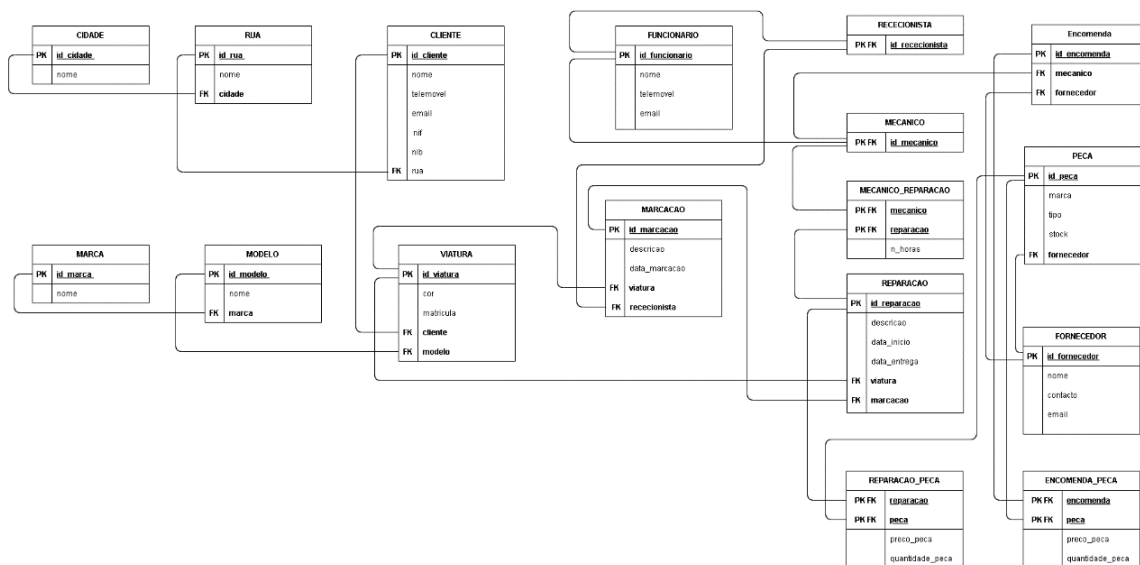 CIDADE
PK id_cidade
nome
RUA
PK id_rua
nome
FK cidade
CLIENTE
PK id_cliente
nome
telemovel
email
nif
nib
FK rua
FUNCIONARIO
PK id_funcionario
nome
telemovel
email
RECECIONISTA
PK FK id_rececionista
Encomenda
PK id_encomenda
FK mecanico
FK fornecedor
MECANICO
PK FK id_mecanico
PECA
PK id_peca
marca
tipo
stock
FK fornecedor
MECANICO_REPARAÇAO
PK FK mecanico
PK FK reparacao
n_horas
MARCACAO
PK id_marcacao
descricao
data_marcacao
FK viatura
FK rececionista
MARCA
PK id_marca
nome
MODELO
PK id_modelo
nome
FK marca
VIATURA
PK id_viatura
cor
matricula
FK cliente
FK modelo
REPARACAO
PK id_reparacao
descricao
data_inicio
data_entrega
FK viatura
FK marcacao
FORNECEDOR
PK id_fornecedor
nome
contacto
email
REPARACAO_PECA
PK FK reparacao
PK FK peca
preco_peca
quantidade_peca
ENCOMENDA_PECA
PK FK encomenda
PK FK peca
preco_peca
quantidade_peca